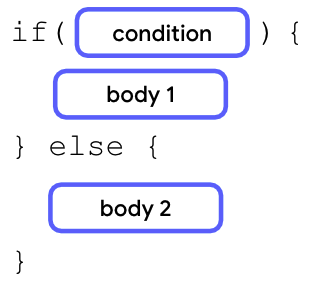 if( condition ) {
body 1
} else {
body 2
}